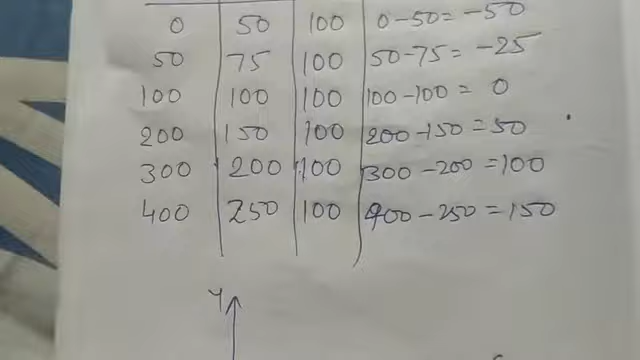 0 50 100 0-50= -50
50 75 100 50-75= -25
100 100 100 100-100= 0
200 150 100 200-150=50
300 200 100 300-200=100
400 250 100 400-250=150
Y